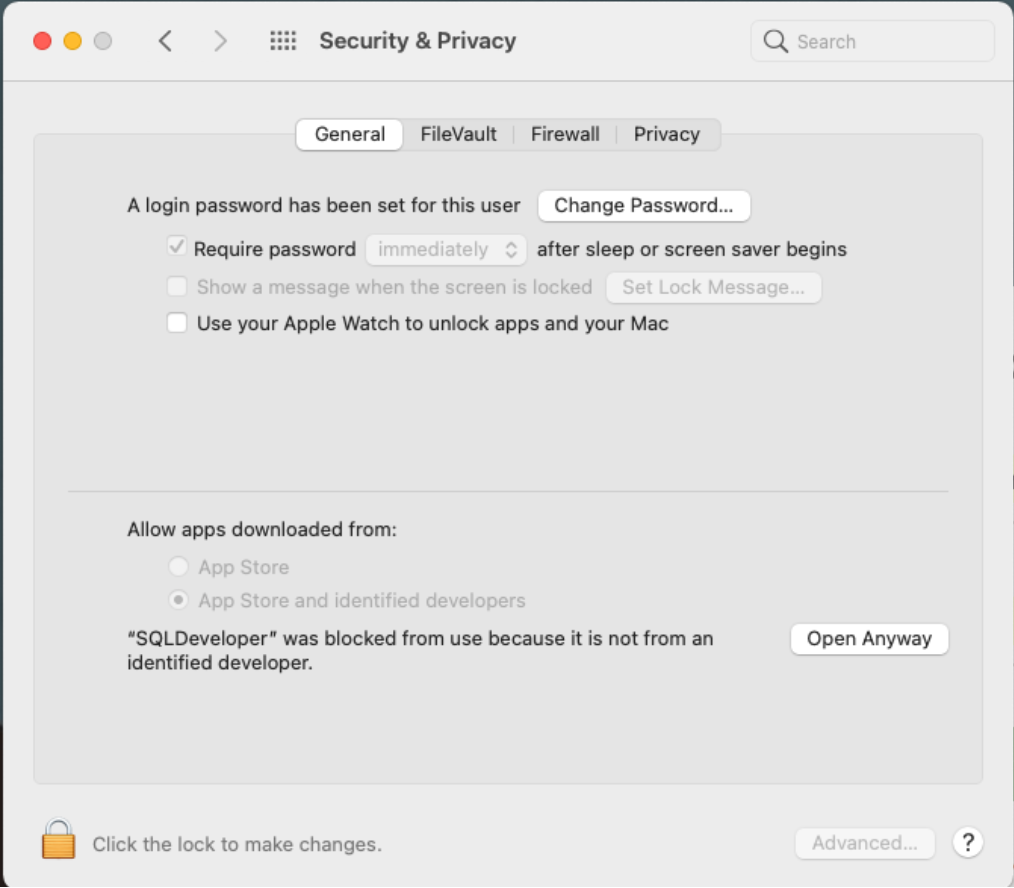 Security & Privacy
Search
General FileVault Firewall Privacy
A login password has been set for this user Change Password...
Require password immediately after sleep or screen saver begins
Show a message when the screen is locked Set Lock Message...
Use your Apple Watch to unlock apps and your Mac
Allow apps downloaded from:
App Store
App Store and identified developers
“SQLDeveloper” was blocked from use because it is not from an
identified developer.
Open Anyway
Click the lock to make changes.
Advanced... ?